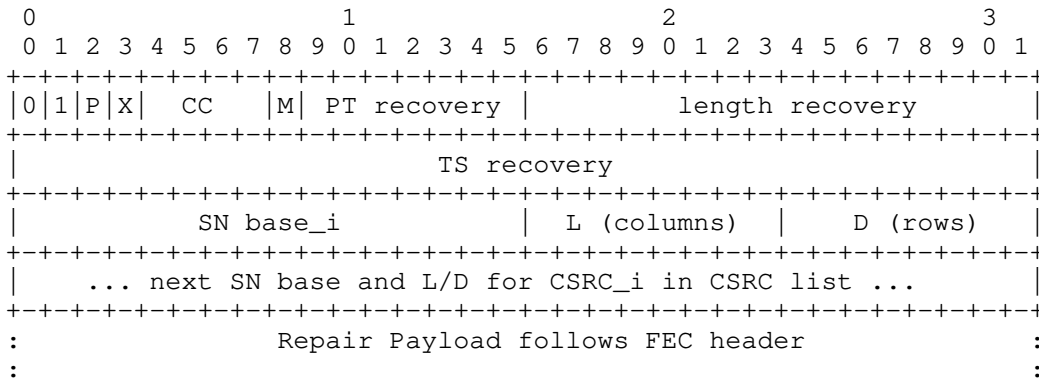 0                   1                   2                   3
 0 1 2 3 4 5 6 7 8 9 0 1 2 3 4 5 6 7 8 9 0 1 2 3 4 5 6 7 8 9 0 1
+-+-+-+-+-+-+-+-+-+-+-+-+-+-+-+-+-+-+-+-+-+-+-+-+-+-+-+-+-+-+-+-+
|0|1|P|X|  CC   |M| PT recovery |         length recovery       |
+-+-+-+-+-+-+-+-+-+-+-+-+-+-+-+-+-+-+-+-+-+-+-+-+-+-+-+-+-+-+-+-+
|                          TS recovery                          |
+-+-+-+-+-+-+-+-+-+-+-+-+-+-+-+-+-+-+-+-+-+-+-+-+-+-+-+-+-+-+-+-+
|           SN base_i           |  L (columns)  |    D (rows)   |
+-+-+-+-+-+-+-+-+-+-+-+-+-+-+-+-+-+-+-+-+-+-+-+-+-+-+-+-+-+-+-+-+
|    ... next SN base and L/D for CSRC_i in CSRC list ...       |
+-+-+-+-+-+-+-+-+-+-+-+-+-+-+-+-+-+-+-+-+-+-+-+-+-+-+-+-+-+-+-+-+
:                Repair Payload follows FEC header              :
:                                                               :